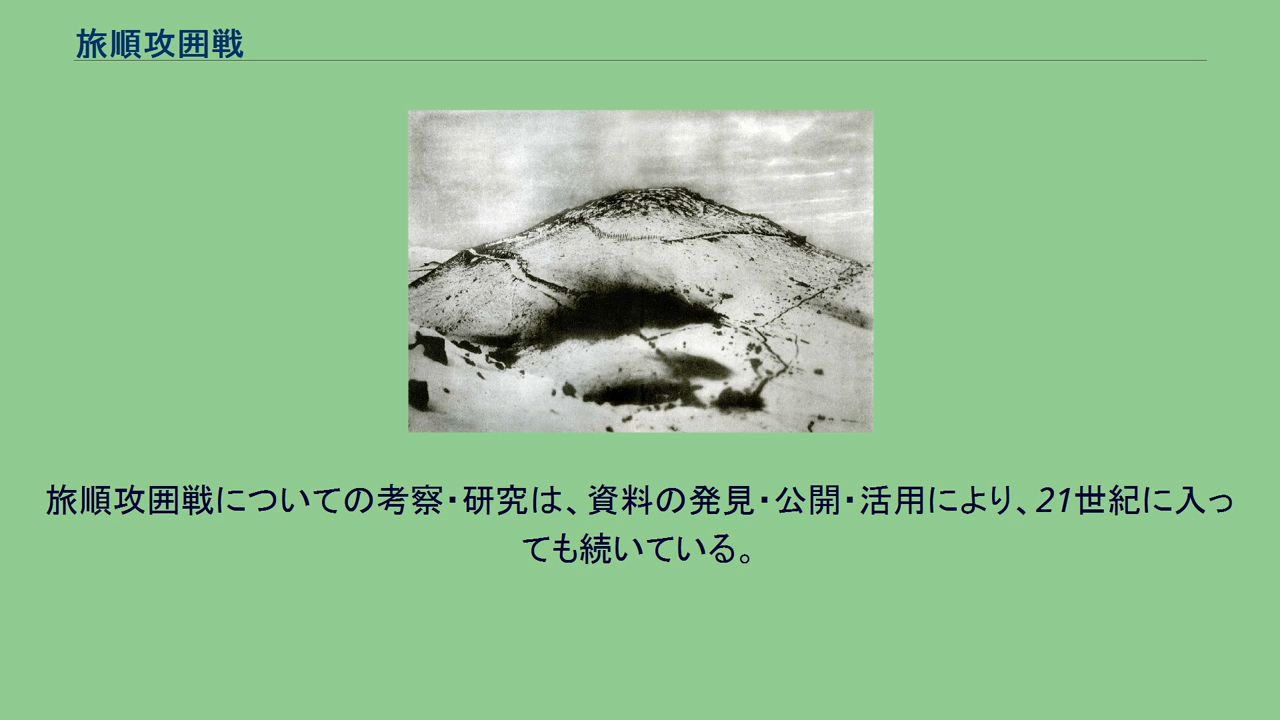 旅順攻囲戦
旅順攻囲戦についての考察・研究は、資料の発見・公開・活用により、21世紀に入っ
ても続いている。